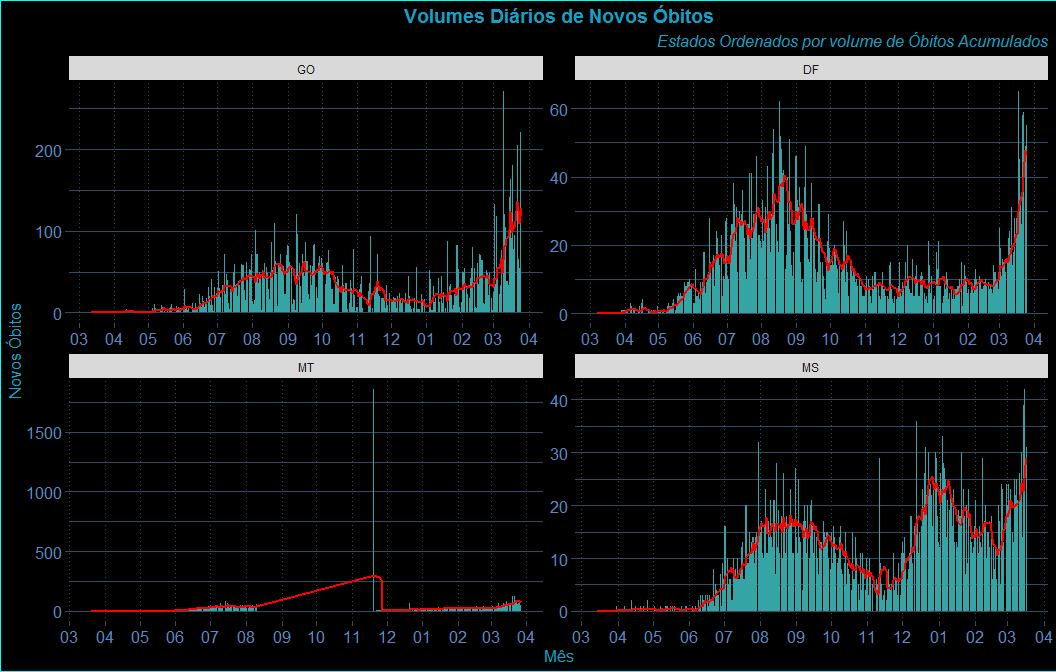 Volumes Diários de Novos Óbitos
Estados Ordenados por volume de Óbitos Acumulados
GO
200
100
0
03 04 05 06 07 08 09 10 11 12 01 02 03 04
DF
60
40
20
0
03 04 05 06 07 08 09 10 11 12 01 02 03 04
Novos Óbitos
MT
1500
1000
500
0
03 04 05 06 07 08 09 10 11 12 01 02 03 04
MS
40
30
20
10
0
03 04 05 06 07 08 09 10 11 12 01 02 03 04
Mês